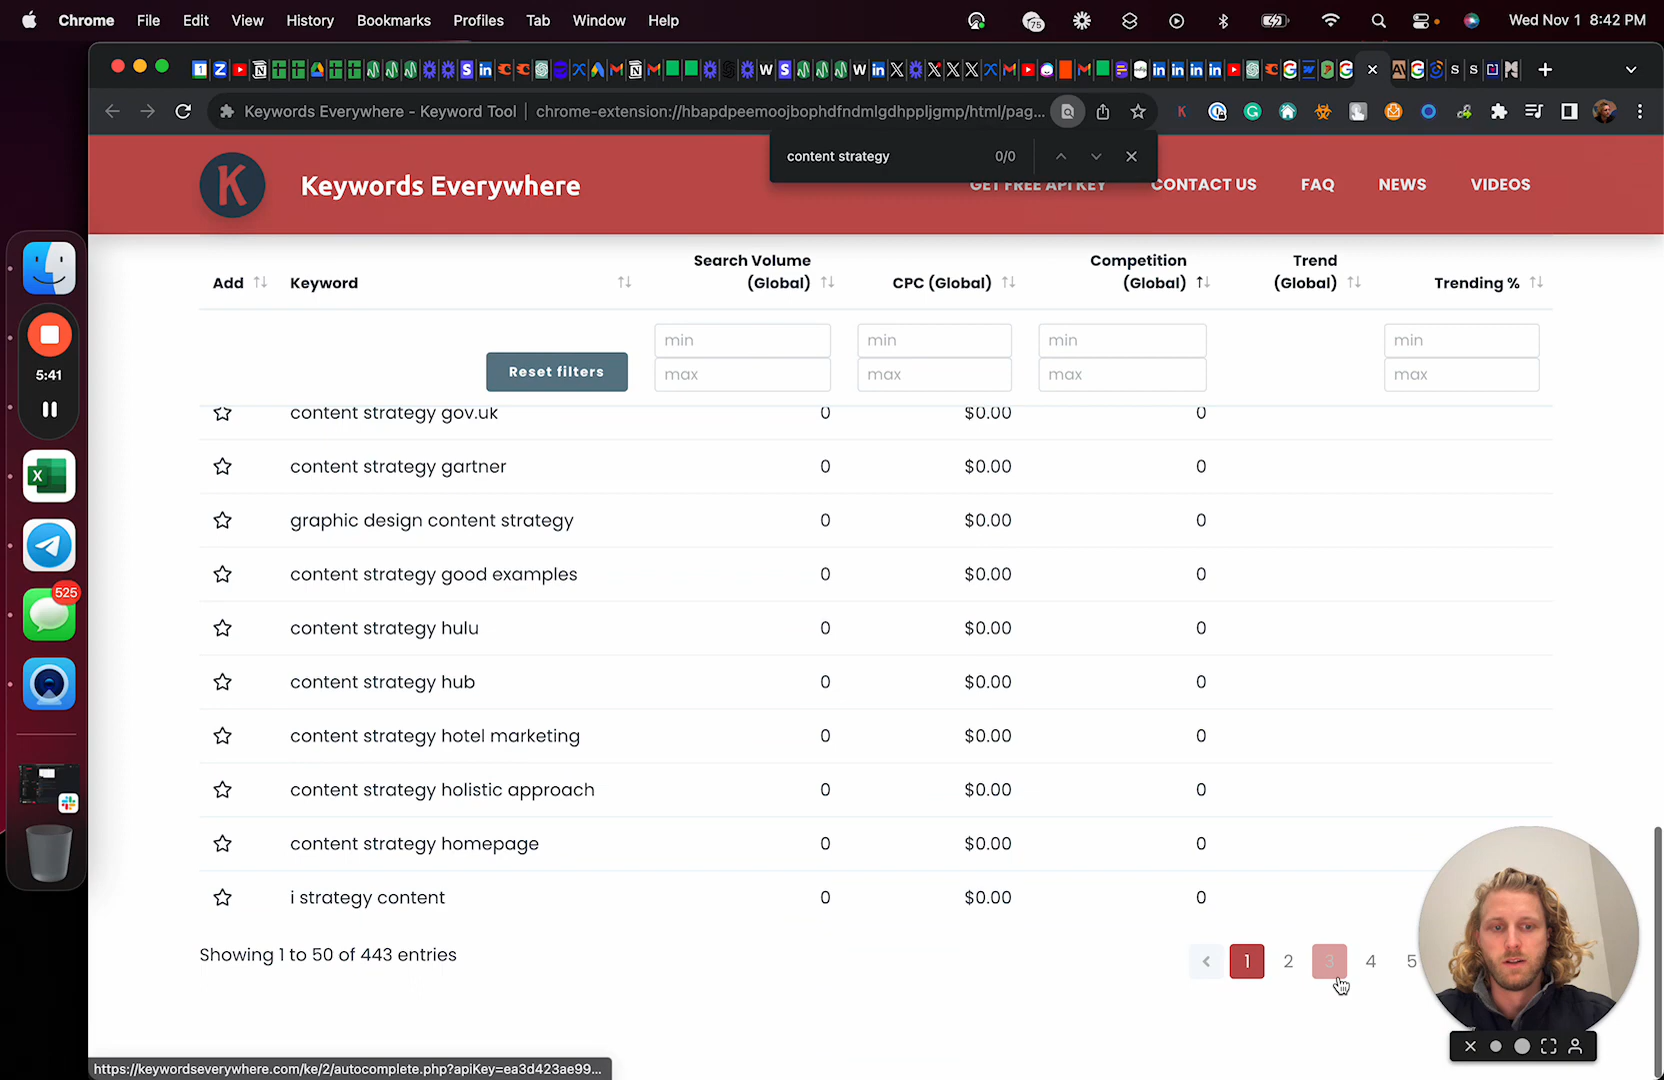 Chrome File Edit View History Bookmarks Profiles Tab Window Help
75
Wed Nov 1 8:42 PM
Keywords Everywhere - Keyword Tool
chrome-extension://hbapdpeemoojbophdfndmlgdhppljgmp/html/pag...
content strategy 0/0
K Keywords Everywhere
GET FREE API KEY CONTACT US FAQ NEWS VIDEOS
Add Keyword Search Volume (Global) CPC (Global) Competition (Global) Trend (Global) Trending %
min min min min
Reset filters
max max max max
content strategy gov.uk 0 $0.00 0
content strategy gartner 0 $0.00 0
graphic design content strategy 0 $0.00 0
content strategy good examples 0 $0.00 0
content strategy hulu 0 $0.00 0
content strategy hub 0 $0.00 0
content strategy hotel marketing 0 $0.00 0
content strategy holistic approach 0 $0.00 0
content strategy homepage 0 $0.00 0
i strategy content 0 $0.00 0
Showing 1 to 50 of 443 entries
1 2 3 4 5
5:41
525
https://keywordseverywhere.com/ke/2/autocomplete.php?apiKey=ea3d423ae99...